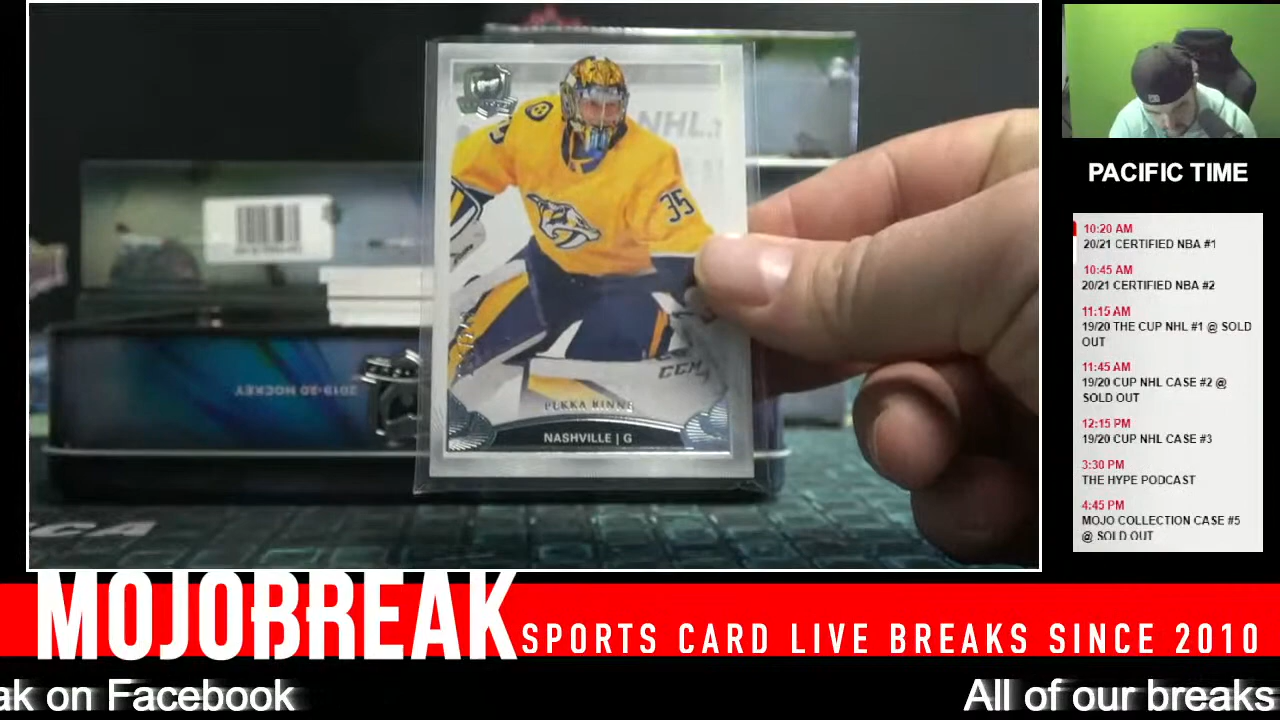 NHL
35
CCM
PEKKA RINNE
NASHVILLE | G
2019-20 HOCKEY
PACIFIC TIME
10:20 AM
20/21 CERTIFIED NBA #1
10:45 AM
20/21 CERTIFIED NBA #2
11:15 AM
19/20 THE CUP NHL #1 @ SOLD
OUT
11:45 AM
19/20 CUP NHL CASE #2 @
SOLD OUT
12:15 PM
19/20 CUP NHL CASE #3
3:30 PM
THE HYPE PODCAST
4:45 PM
MOJO COLLECTION CASE #5
@ SOLD OUT
MOJOBREAK
SPORTS CARD LIVE BREAKS SINCE 2010
ak on Facebook
All of our breaks